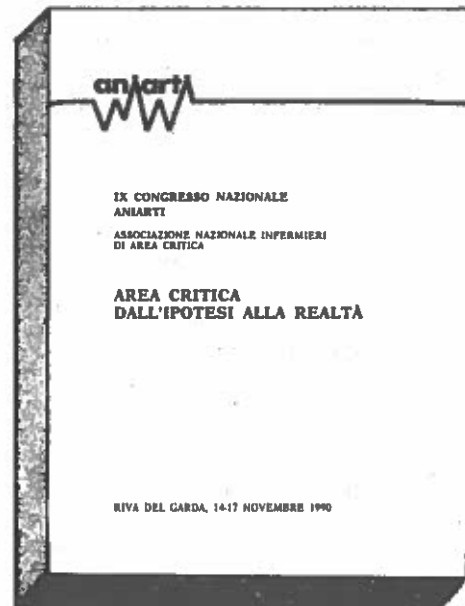 aniarti
IX CONGRESSO NAZIONALE
ANIARTI
ASSOCIAZIONE NAZIONALE INFERMIERI
DI AREA CRITICA
AREA CRITICA
DALL'IPOTESI ALLA REALTÀ
RIVA DEL GARDA, 14-17 NOVEMBRE 1990